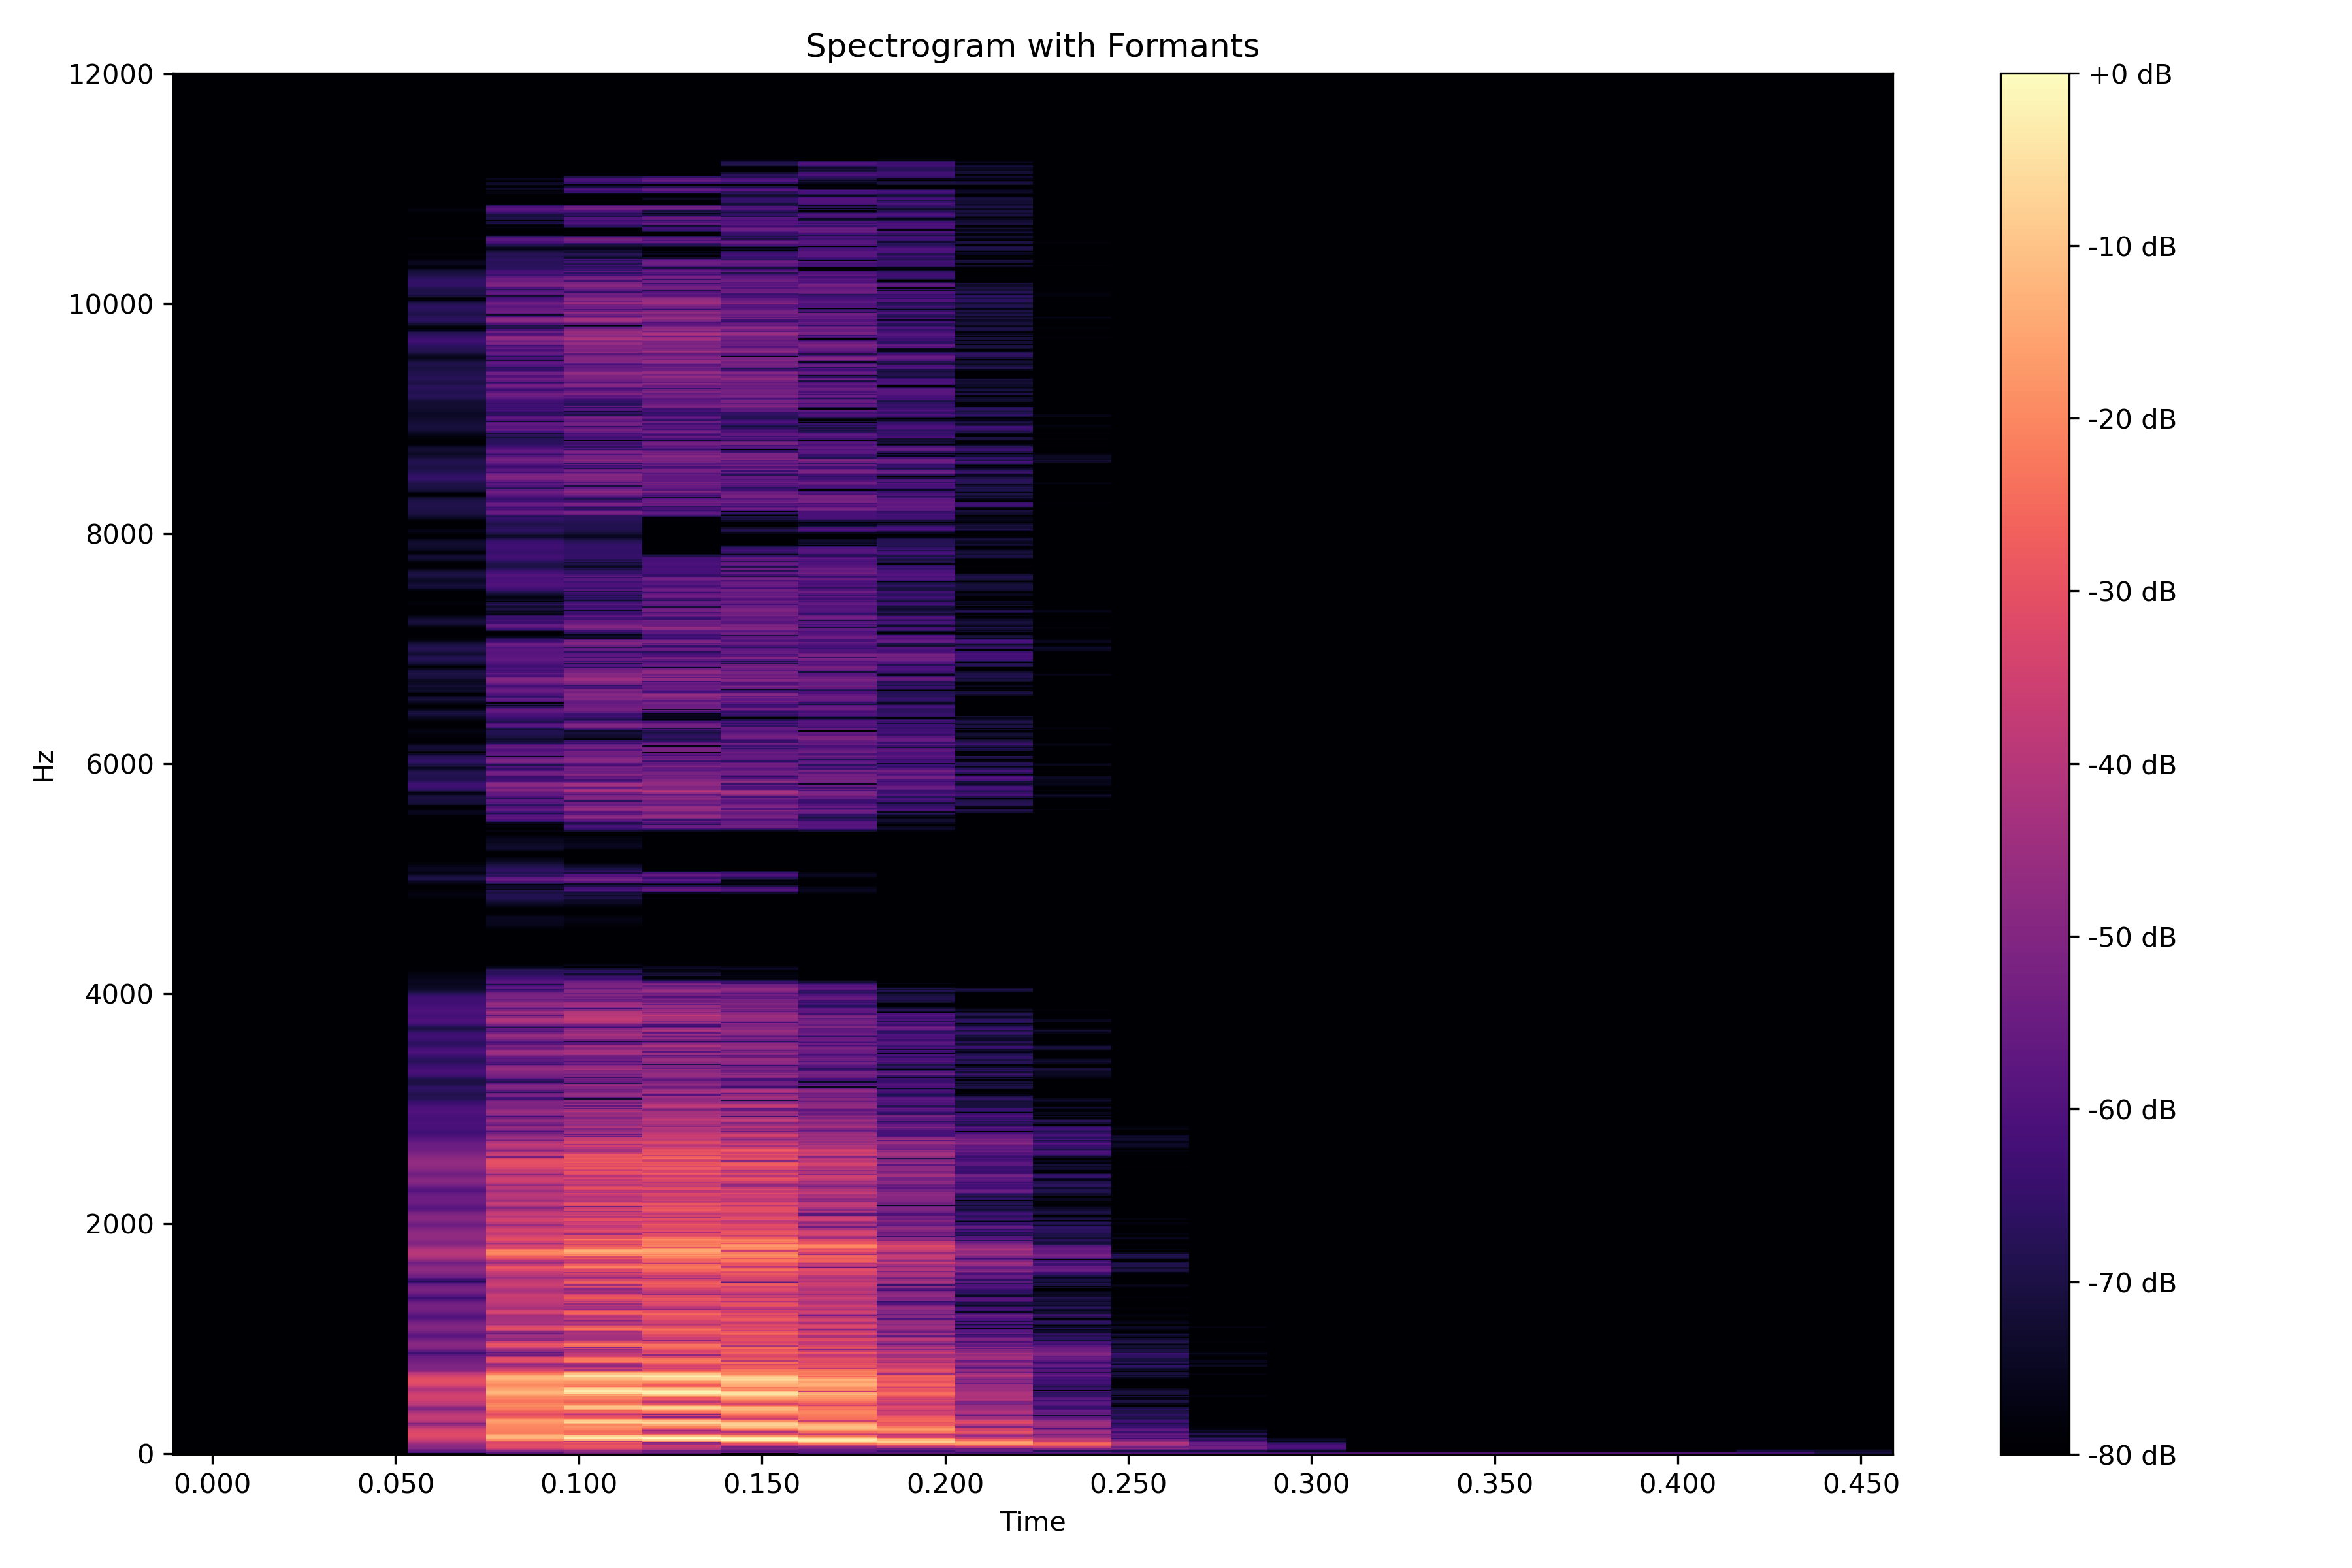 Spectrogram with Formants
12000
10000
8000
6000
4000
2000
0
Hz
0.000
0.050
0.100
0.150
0.200
0.250
0.300
0.350
0.400
0.450
Time
+0 dB
-10 dB
-20 dB
-30 dB
-40 dB
-50 dB
-60 dB
-70 dB
-80 dB